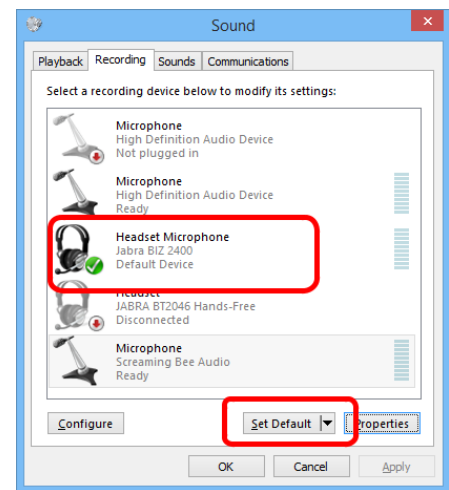 Sound
Playback Recording Sounds Communications
Select a recording device below to modify its settings:
Microphone
High Definition Audio Device
Not plugged in
Microphone
High Definition Audio Device
Ready
Headset Microphone
Jabra BIZ 2400
Default Device
Headset
JABRA BT2046 Hands-Free
Disconnected
Microphone
Screaming Bee Audio
Ready
Configure Set Default Properties
OK Cancel Apply